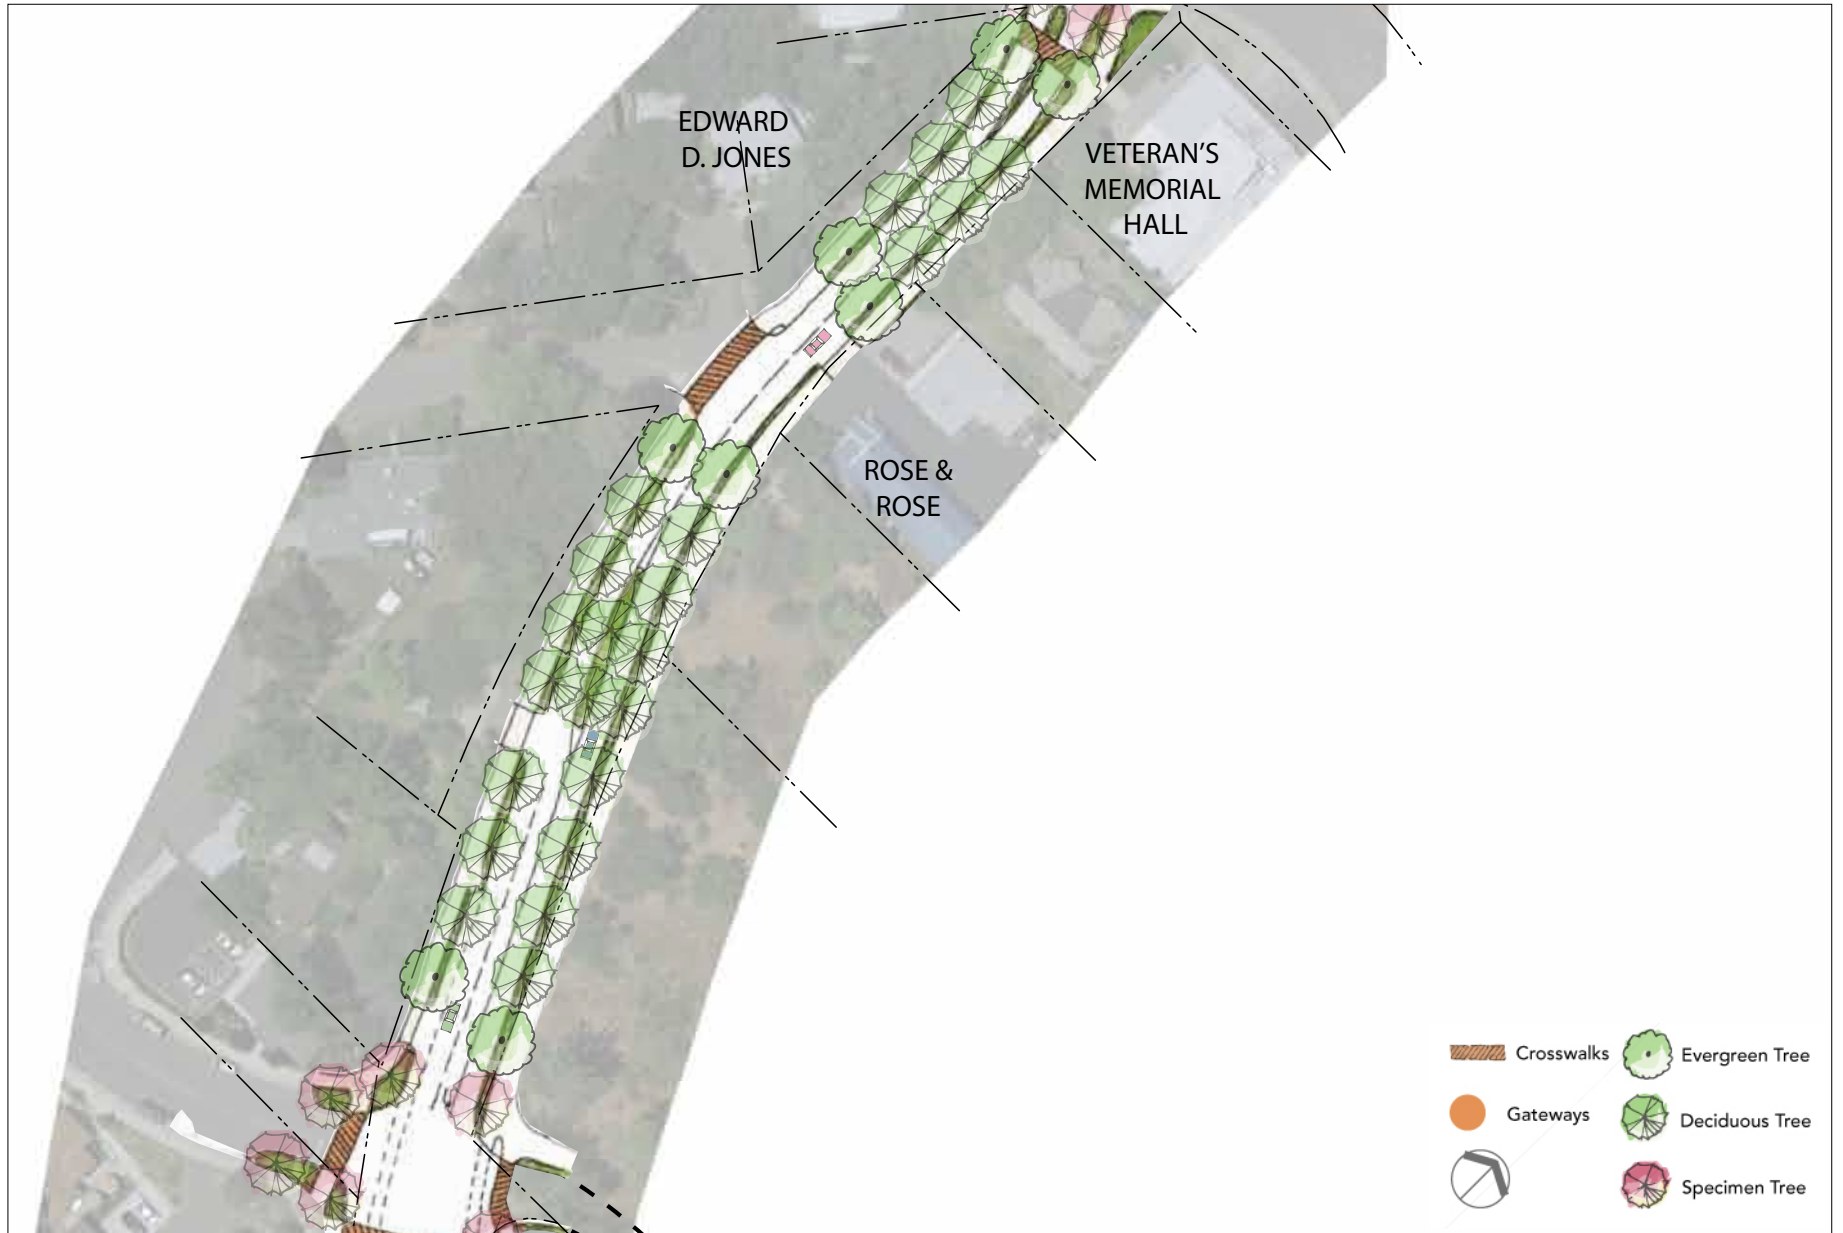 EDWARD
D. JONES
VETERAN'S
MEMORIAL
HALL
ROSE &
ROSE
Crosswalks
Evergreen Tree
Gateways
Deciduous Tree
Specimen Tree